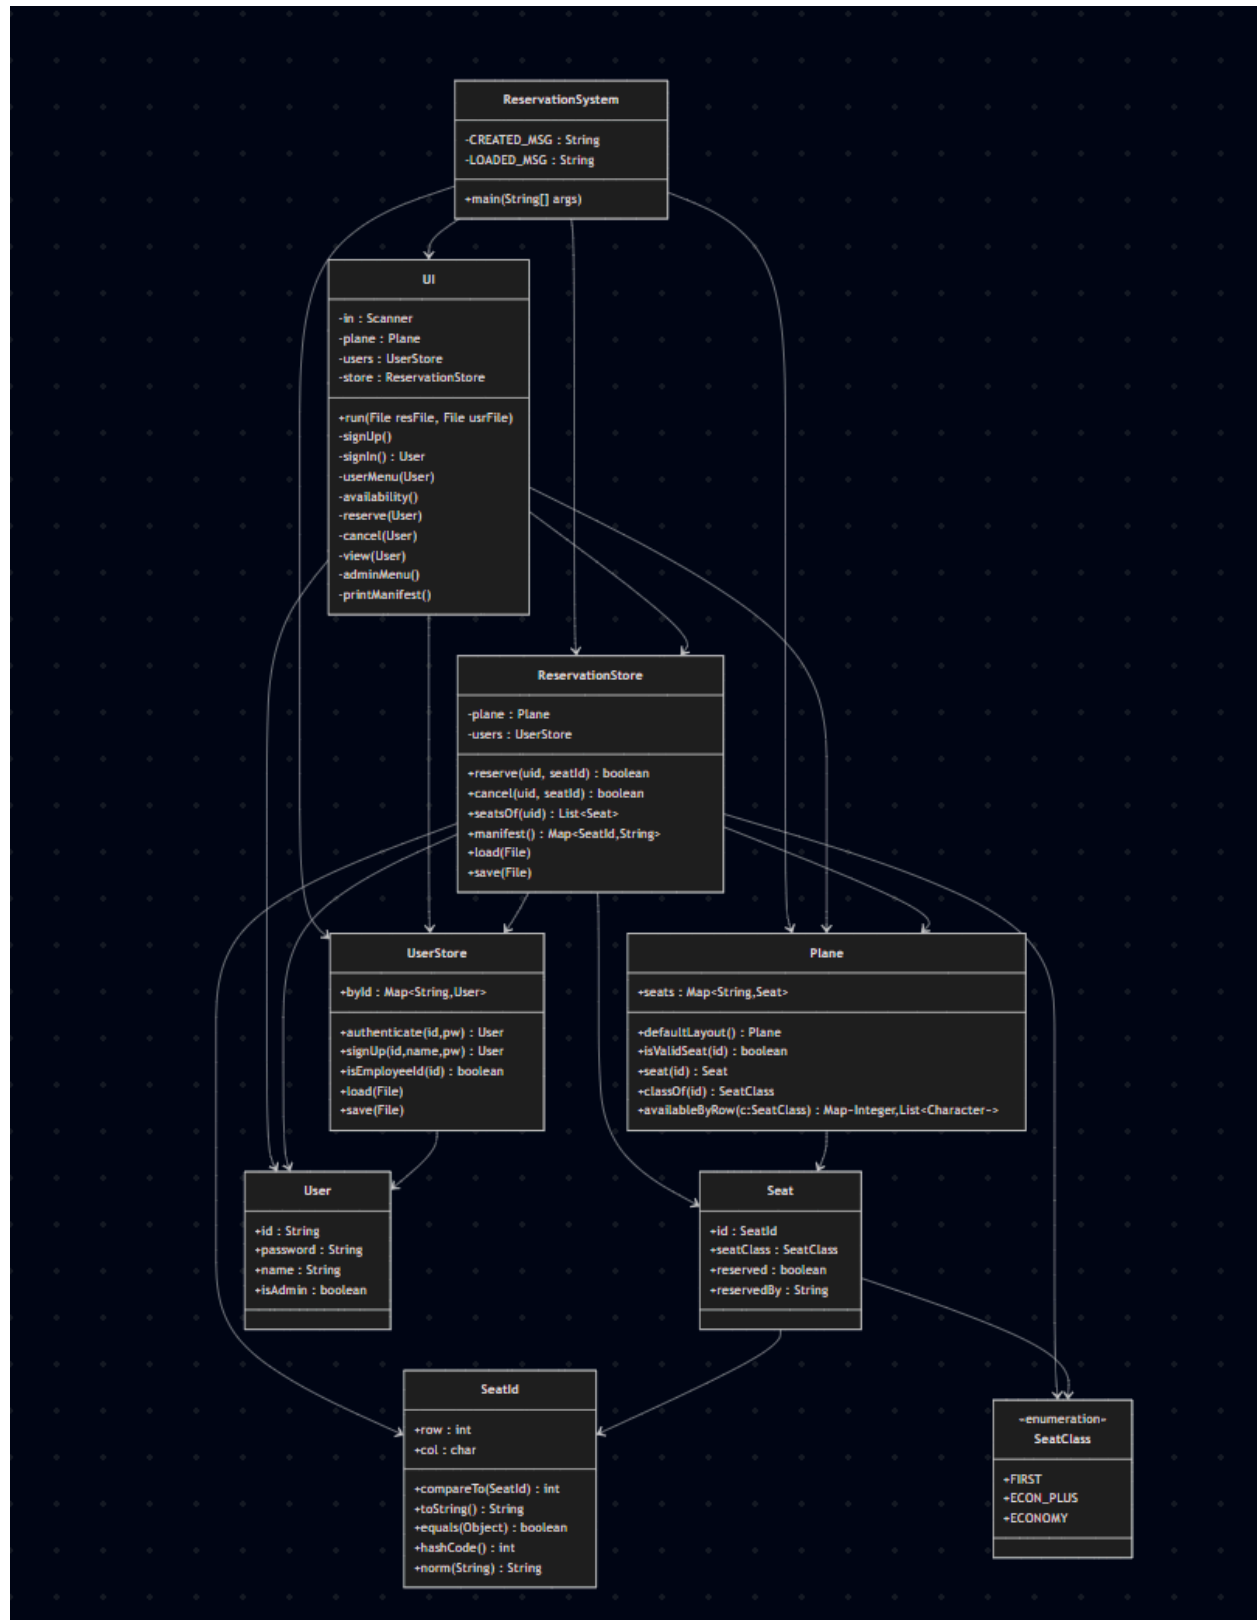 ReservationSystem
-CREATED_MSG : String
-LOADED_MSG : String
+main(String[] args)
UI
-in : Scanner
-plane : Plane
-users : UserStore
-store : ReservationStore
+run(File resFile, File usrFile)
-signUp()
-signIn() : User
-userMenu(User)
-availability()
-reserve(User)
-cancel(User)
-view(User)
-adminMenu()
-printManifest()
ReservationStore
-plane : Plane
-users : UserStore
+reserve(uid, seatId) : boolean
+cancel(uid, seatId) : boolean
+seatsOf(uid) : List<Seat>
+manifest() : Map<SeatId,String>
+load(File)
+save(File)
UserStore
+byId : Map<String,User>
+authenticate(id,pw) : User
+signUp(id,name,pw) : User
+isEmployeeId(id) : boolean
+load(File)
+save(File)
Plane
+seats : Map<String,Seat>
+defaultLayout() : Plane
+isValidSeat(id) : boolean
+seat(id) : Seat
+classOf(id) : SeatClass
+availableByRow(c:SeatClass) : Map~Integer,List<Character~>
User
+id : String
+password : String
+name : String
+isAdmin : boolean
Seat
+id : SeatId
+seatClass : SeatClass
+reserved : boolean
+reservedBy : String
SeatId
+row : int
+col : char
+compareTo(SeatId) : int
+toString() : String
+equals(Object) : boolean
+hashCode() : int
+norm(String) : String
«enumeration»
SeatClass
+FIRST
+ECON_PLUS
+ECONOMY